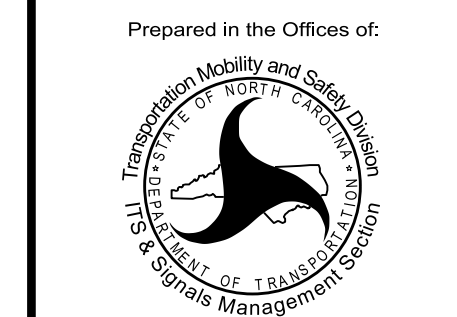 Prepared in the Offices of:
Transportation Mobility and Safety Division
STATE OF NORTH CAROLINA
DEPARTMENT OF TRANSPORTATION
ITS & Signals Management Section